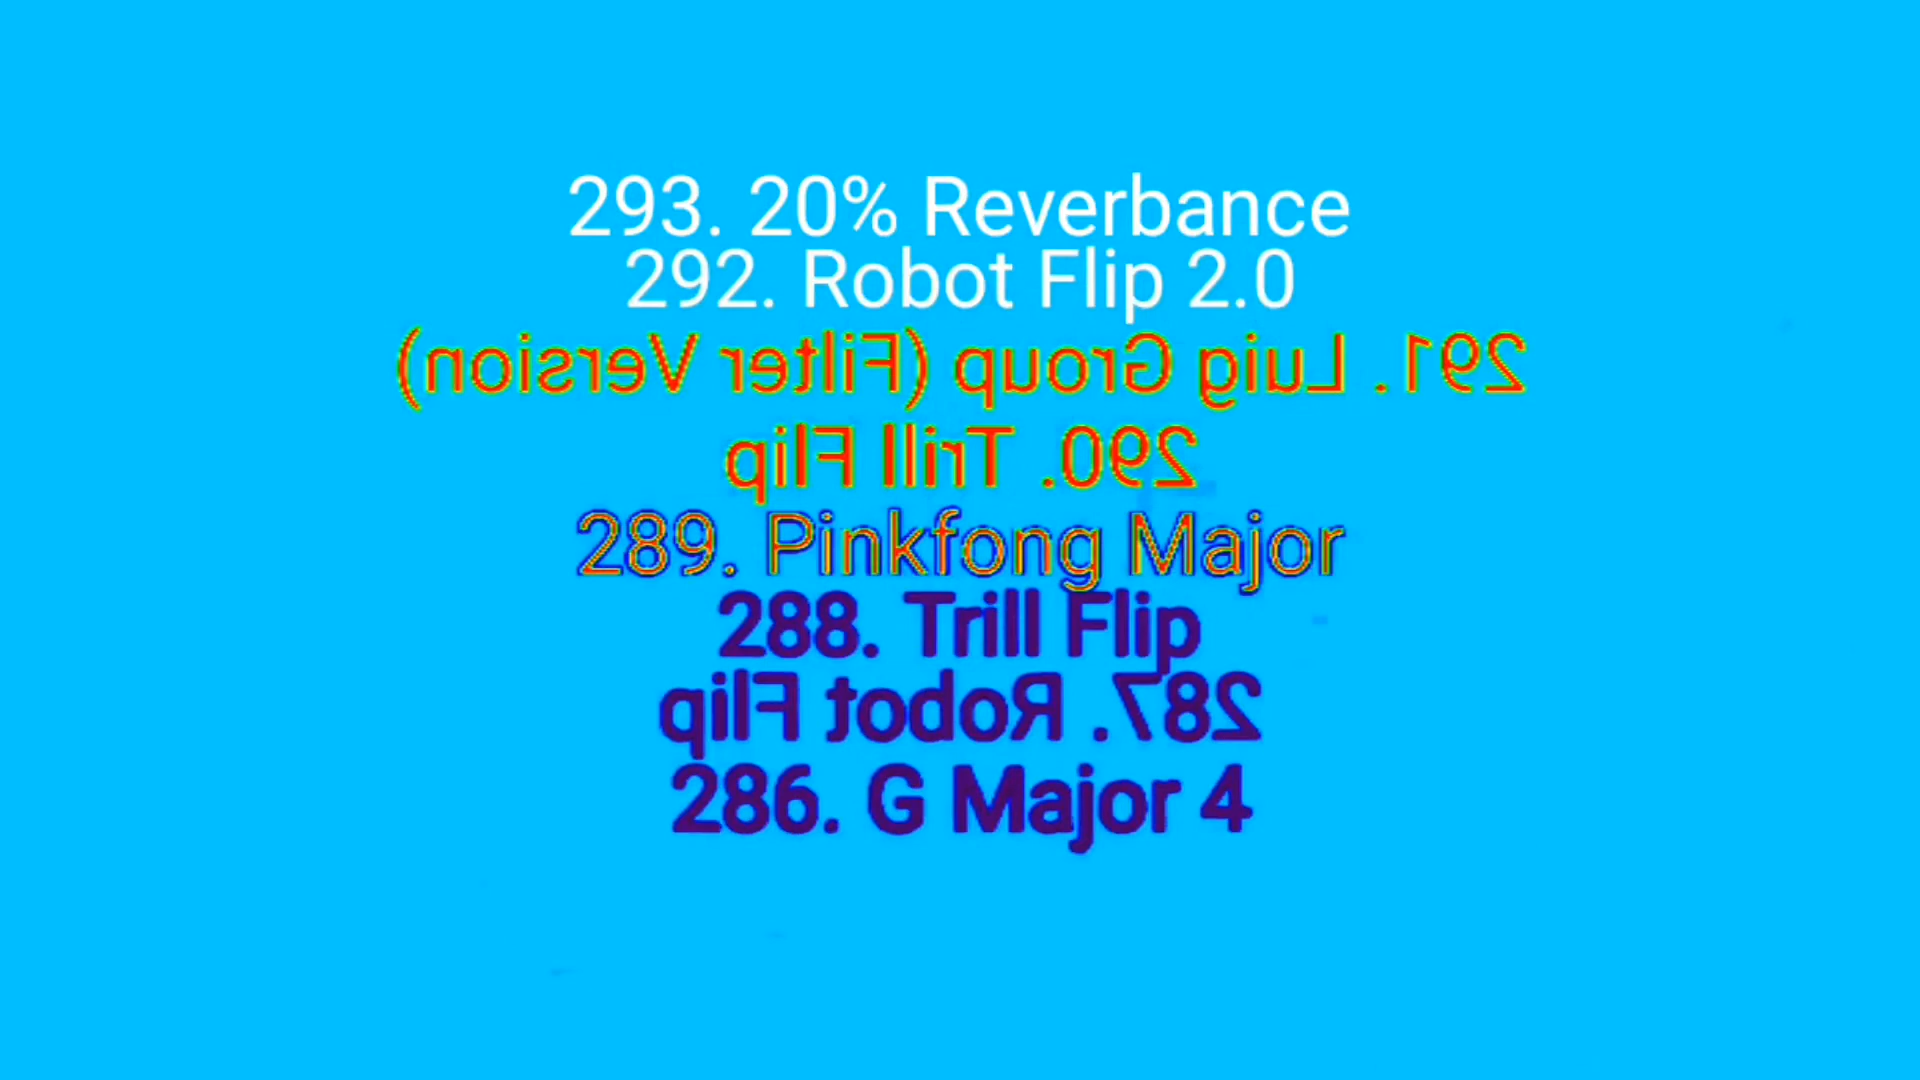 293. 20% Reverbance
292. Robot Flip 2.0
291. Luig Group (Filter Version)
290. Trill Flip
289. Pinkfong Major
288. Trill Flip
287. Robot Flip
286. G Major 4